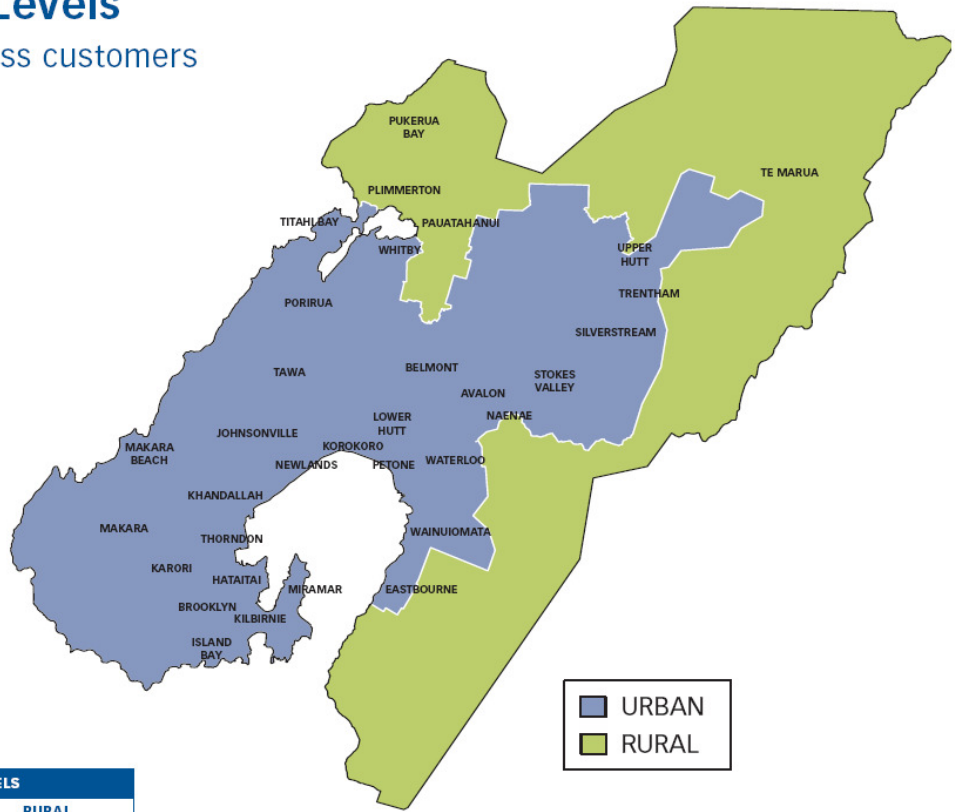 Levels
ss customers
PUKERUA
BAY
TE MARUA
PLIMMERTON
TITAHI BAY
PAUATAHANUI
WHITBY
UPPER
HUTT
TRENTHAM
PORIRUA
SILVERSTREAM
BELMONT
TAWA
STOKES
VALLEY
AVALON
NAENAE
LOWER
HUTT
JOHNSONVILLE
KOROKORO
MAKARA
BEACH
NEWLANDS
PETONE
WATERLOO
KHANDALLAH
MAKARA
WAINUIOMATA
THORNDON
KARORI
HATAITAI
MIRAMAR
EASTBOURNE
BROOKLYN
KILBIRNIE
ISLAND
BAY
URBAN
RURAL
ELS
RURAL